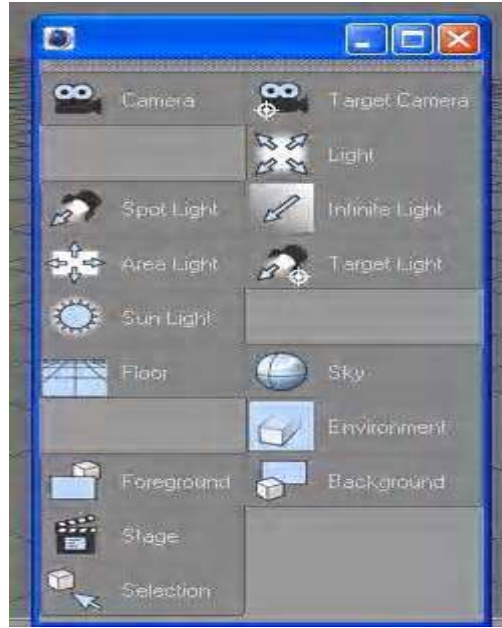 Camera Target Camera
Light
Spot Light Infinite Light
Area Light Target Light
Sun Light
Floor Sky
Environment
Foreground Background
Stage
Selection